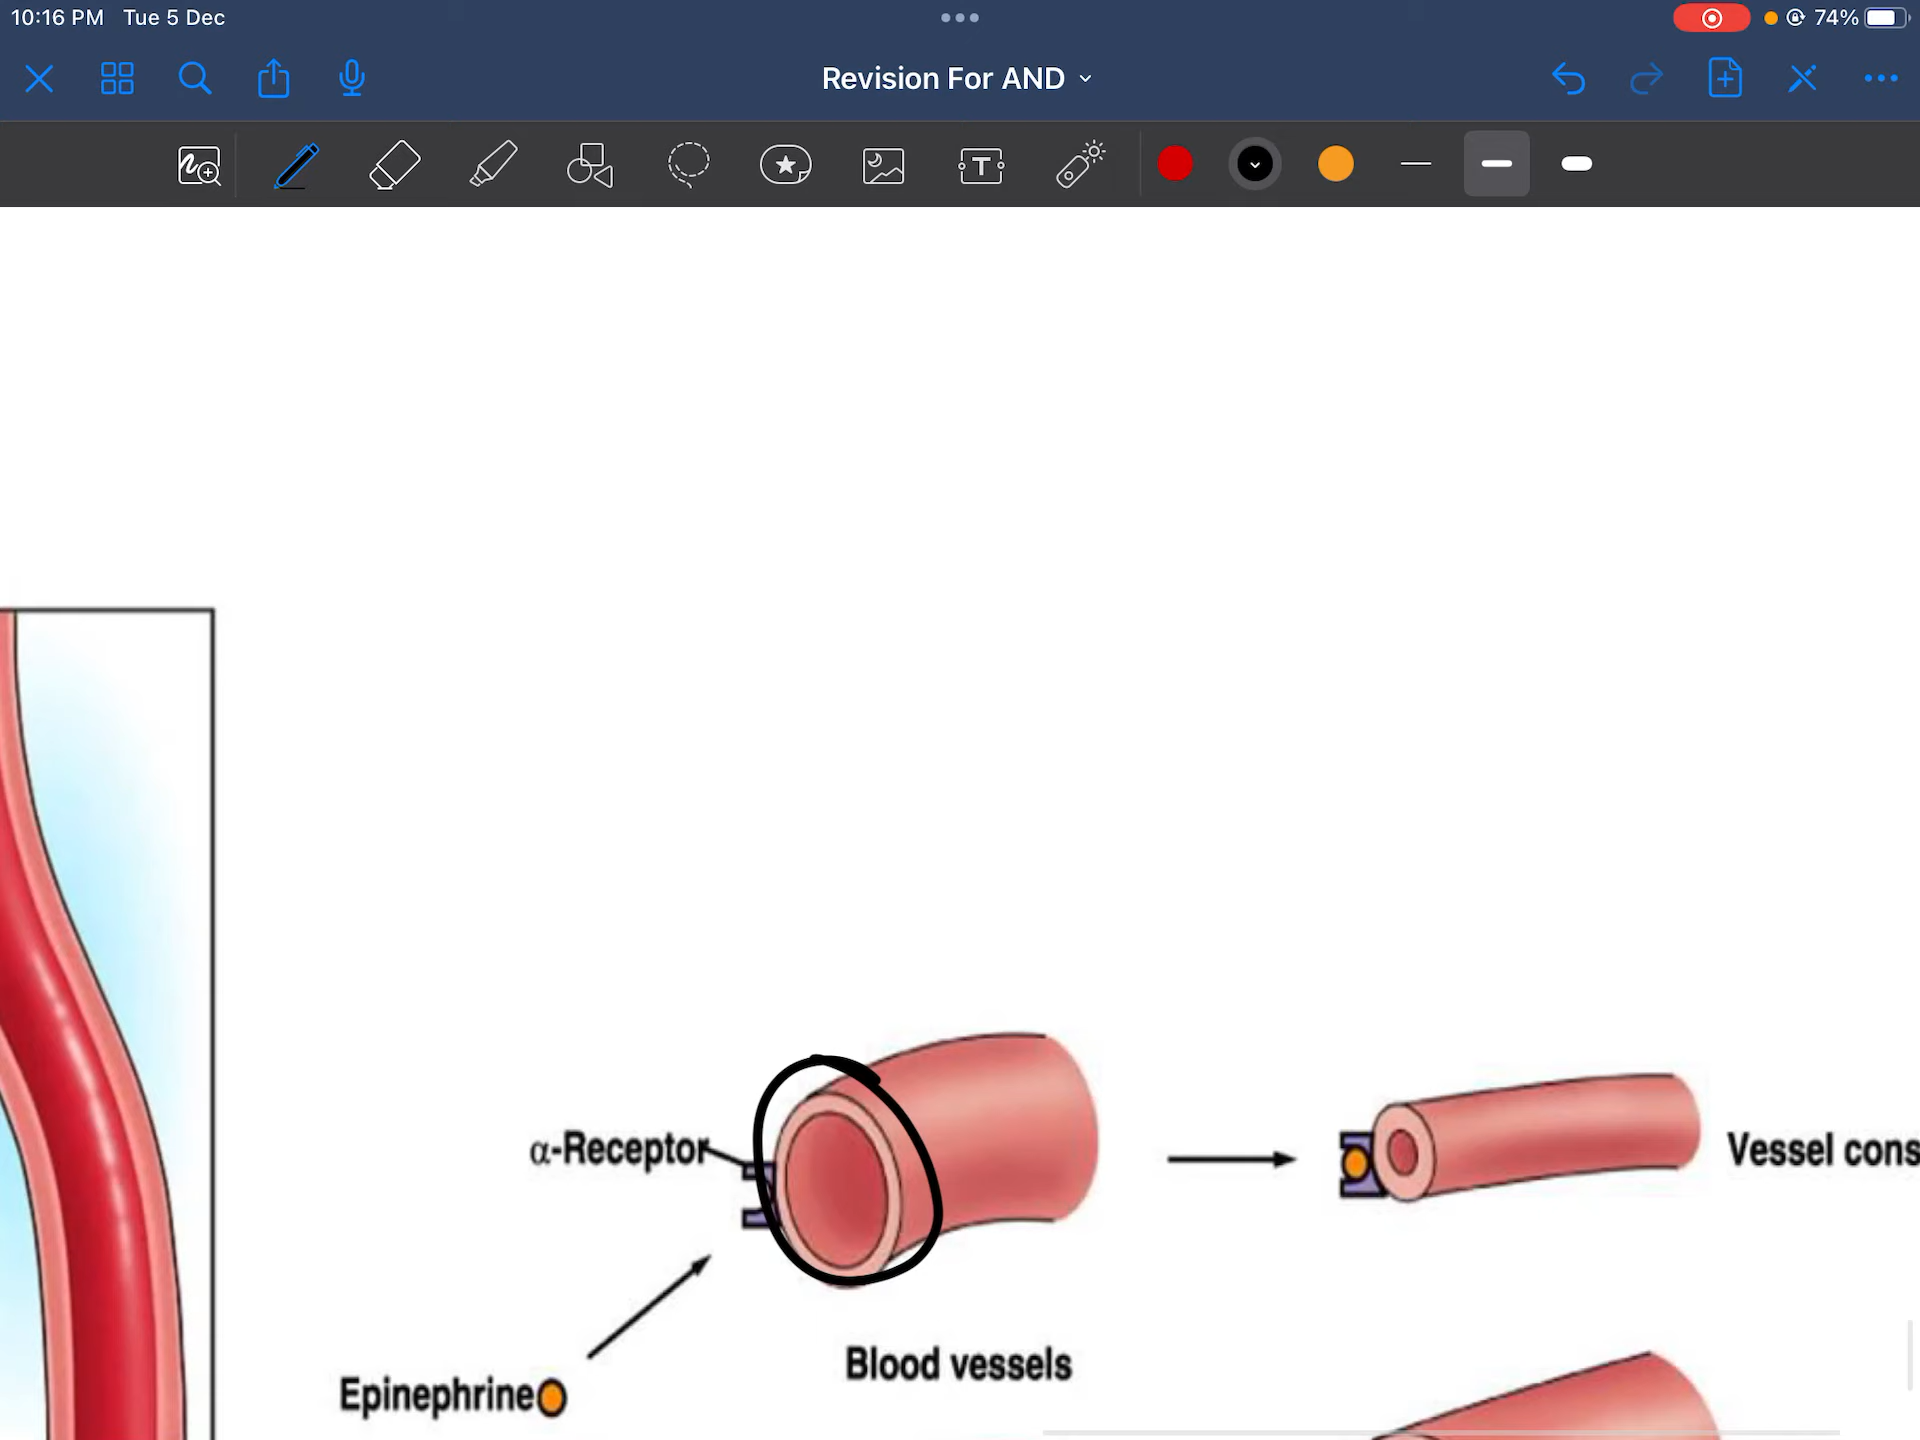 10:16 PM Tue 5 Dec
74%
Revision For AND
T
α-Receptor
Vessel cons
Blood vessels
Epinephrine